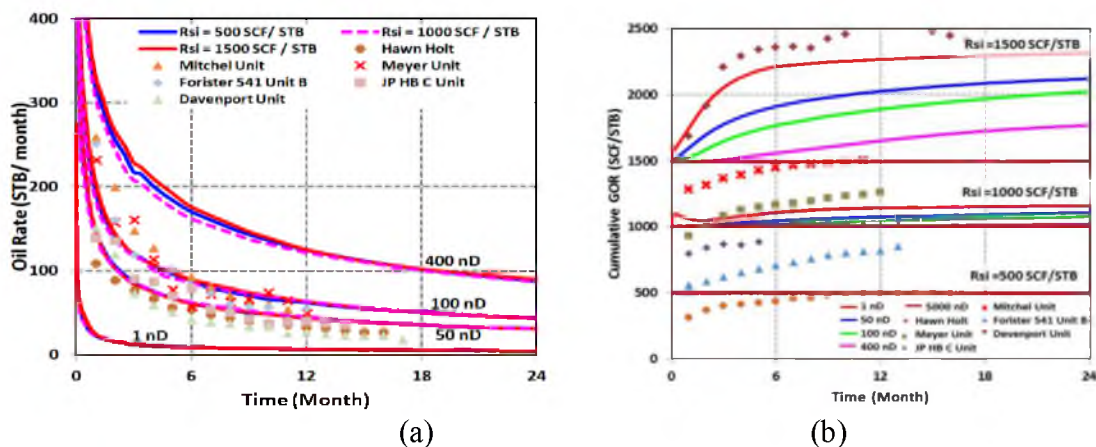 400
300
200
100
0
Oil Rate (STB/ month)
Rsi = 500 SCF/ STB
Rsi = 1000 SCF / STB
Rsi = 1500 SCF / STB
Hawn Holt
Mitchel Unit
Meyer Unit
Forister 541 Unit B
JP HB C Unit
Davenport Unit
400 nD
100 nD
50 nD
1 nD
0 6 12 18 24
Time (Month)
(a)
2500
2000
1500
1000
500
0
Cumulative GOR (SCF/STB)
Rsi =1500 SCF/STB
Rsi =1000 SCF/STB
Rsi =500 SCF/STB
1 nD
5000 nD
Mitchel Unit
50 nD
Hawn Holt
Forister 541 Unit B
100 nD
Meyer Unit
Davenport Unit
400 nD
JP HB C Unit
0 6 12 18 24
Time (Month)
(b)